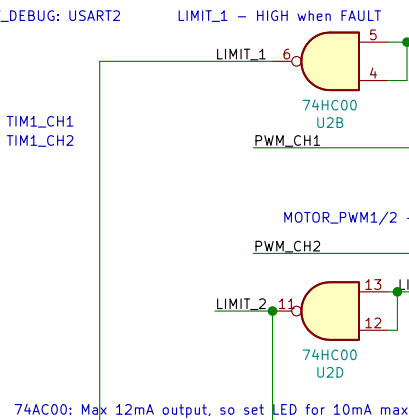 _DEBUG: USART2
LIMIT_1 – HIGH when FAULT
5
LIMIT_1
6
4
74HC00
U2B
TIM1_CH1
TIM1_CH2
PWM_CH1
MOTOR_PWM1/2 -
PWM_CH2
13
LI
LIMIT_2
11
12
74HC00
U2D
74AC00: Max 12mA output, so set LED for 10mA max